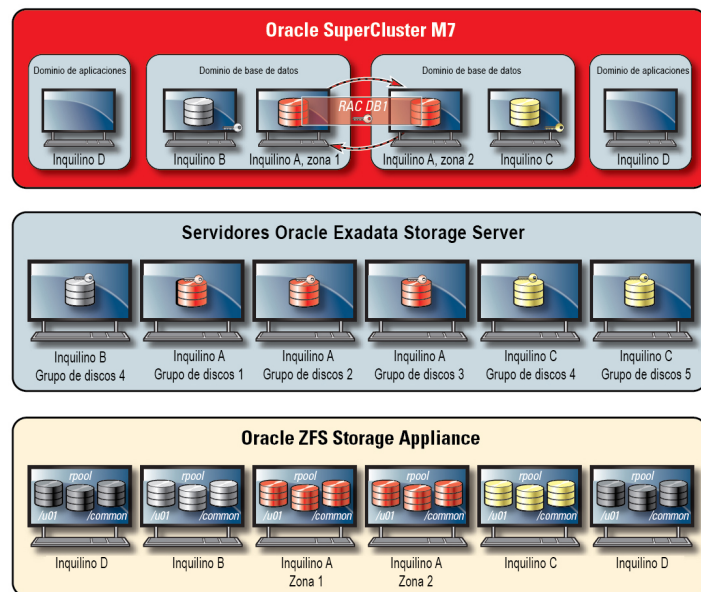 Oracle SuperCluster M7
Dominio de aplicaciones
Dominio de base de datos
Dominio de base de datos
Dominio de aplicaciones
RAC DB1
Inquilino D
Inquilino B
Inquilino A, zona 1
Inquilino A, zona 2
Inquilino C
Inquilino D
Servidores Oracle Exadata Storage Server
Inquilino B
Grupo de discos 4
Inquilino A
Grupo de discos 1
Inquilino A
Grupo de discos 2
Inquilino A
Grupo de discos 3
Inquilino C
Grupo de discos 4
Inquilino C
Grupo de discos 5
Oracle ZFS Storage Appliance
rpool
/u01 /common
Inquilino D
rpool
/u01 /common
Inquilino B
rpool
/u01 /common
Inquilino A
Zona 1
rpool
/u01 /common
Inquilino A
Zona 2
rpool
/u01 /common
Inquilino C
rpool
/u01 /common
Inquilino D